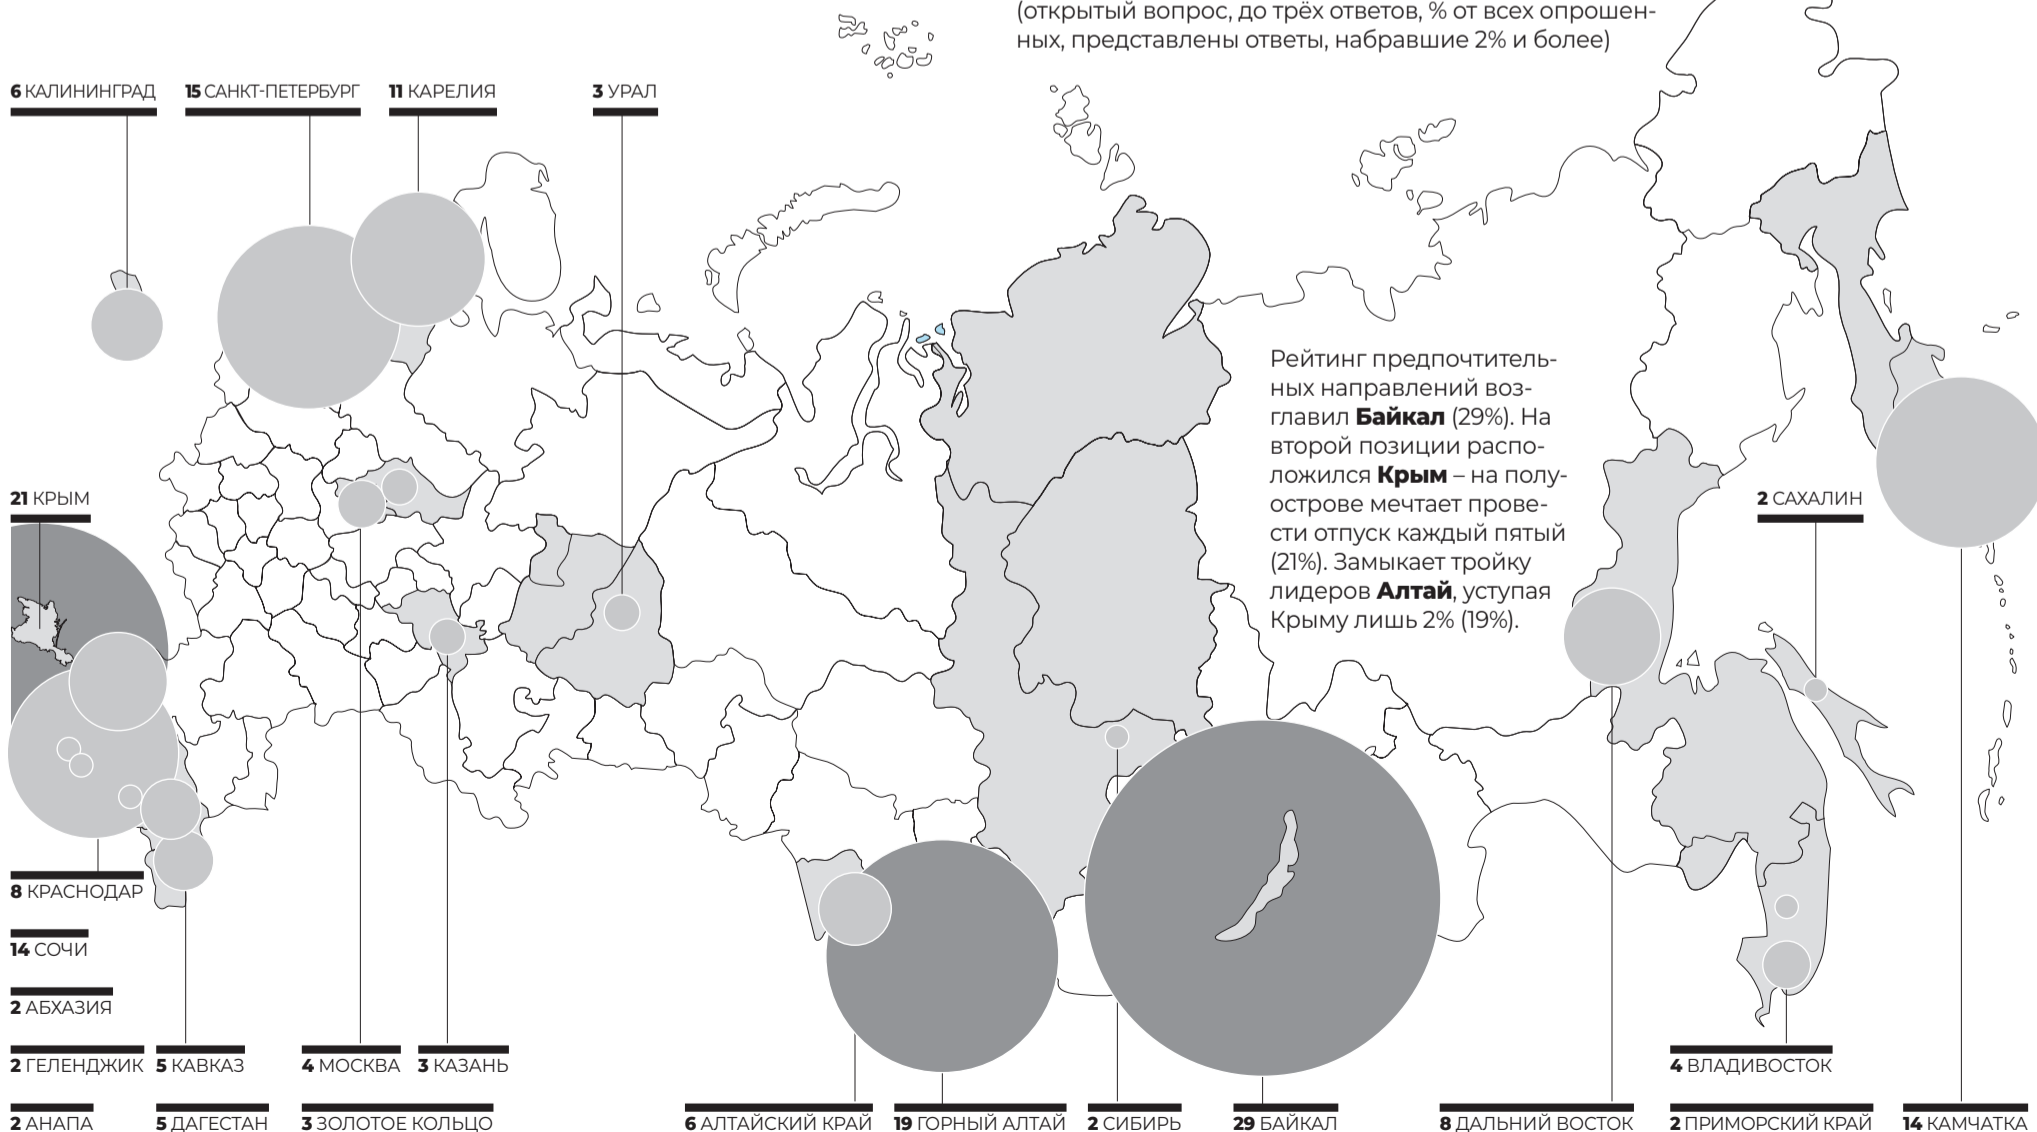 (открытый вопрос, до трёх ответов, % от всех опрошен-
ных, представлены ответы, набравшие 2% и более)
6 КАЛИНИНГРАД
15 САНКТ-ПЕТЕРБУРГ
11 КАРЕЛИЯ
3 УРАЛ
Рейтинг предпочтитель-
ных направлений воз-
главил Байкал (29%). На
второй позиции распо-
ложился Крым – на полу-
острове мечтает прове-
сти отпуск каждый пятый
(21%). Замыкает тройку
лидеров Алтай, уступая
Крыму лишь 2% (19%).
21 КРЫМ
2 САХАЛИН
8 КРАСНОДАР
14 СОЧИ
2 АБХАЗИЯ
2 ГЕЛЕНДЖИК
5 КАВКАЗ
4 МОСКВА
3 КАЗАНЬ
4 ВЛАДИВОСТОК
2 АНАПА
5 ДАГЕСТАН
3 ЗОЛОТОЕ КОЛЬЦО
6 АЛТАЙСКИЙ КРАЙ
19 ГОРНЫЙ АЛТАЙ
2 СИБИРЬ
29 БАЙКАЛ
8 ДАЛЬНИЙ ВОСТОК
2 ПРИМОРСКИЙ КРАЙ
14 КАМЧАТКА